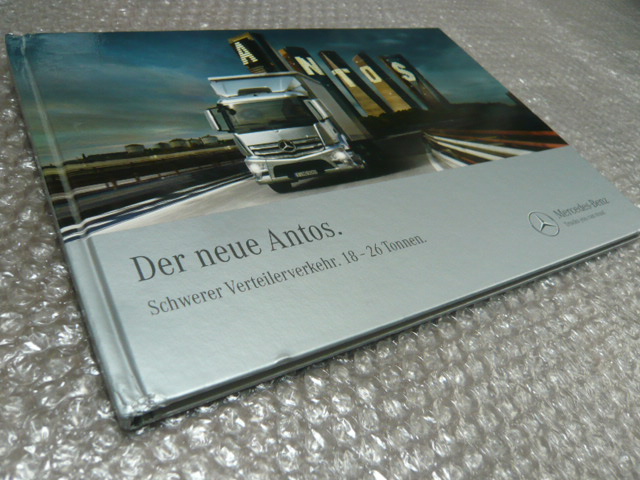 ANTOS
Mercedes-Benz
Der neue Antos.
Schwerer Verteilerverkehr. 18 – 26 Tonnen.